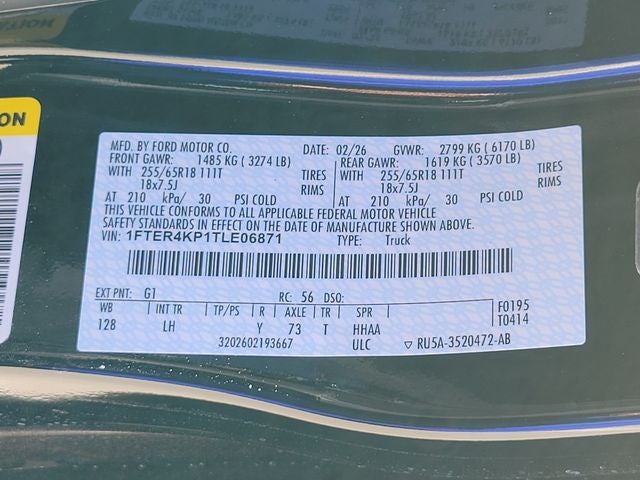 ON
MFD. BY FORD MOTOR CO. DATE: 02/26 GVWR: 2799 KG ( 6170 LB)
FRONT GAWR: 1485 KG ( 3274 LB) REAR GAWR: 1619 KG ( 3570 LB)
WITH 255/65R18 111T TIRES WITH 255/65R18 111T TIRES
18x7.5J RIMS 18x7.5J RIMS
AT 210 kPa/ 30 PSI COLD AT 210 kPa/ 30 PSI COLD
THIS VEHICLE CONFORMS TO ALL APPLICABLE FEDERAL MOTOR VEHICLE
SAFETY STANDARDS IN EFFECT ON THE DATE OF MANUFACTURE SHOWN ABOVE.
VIN: 1FTER4KP1TLE06871 TYPE: Truck
EXT PNT: G1 RC: 56 DSO:
WB INT TR TP/PS R AXLE TR SPR F0195
128 LH Y 73 T HHAA T0414
3202602193667 ULC ▽ RU5A-3520472-AB